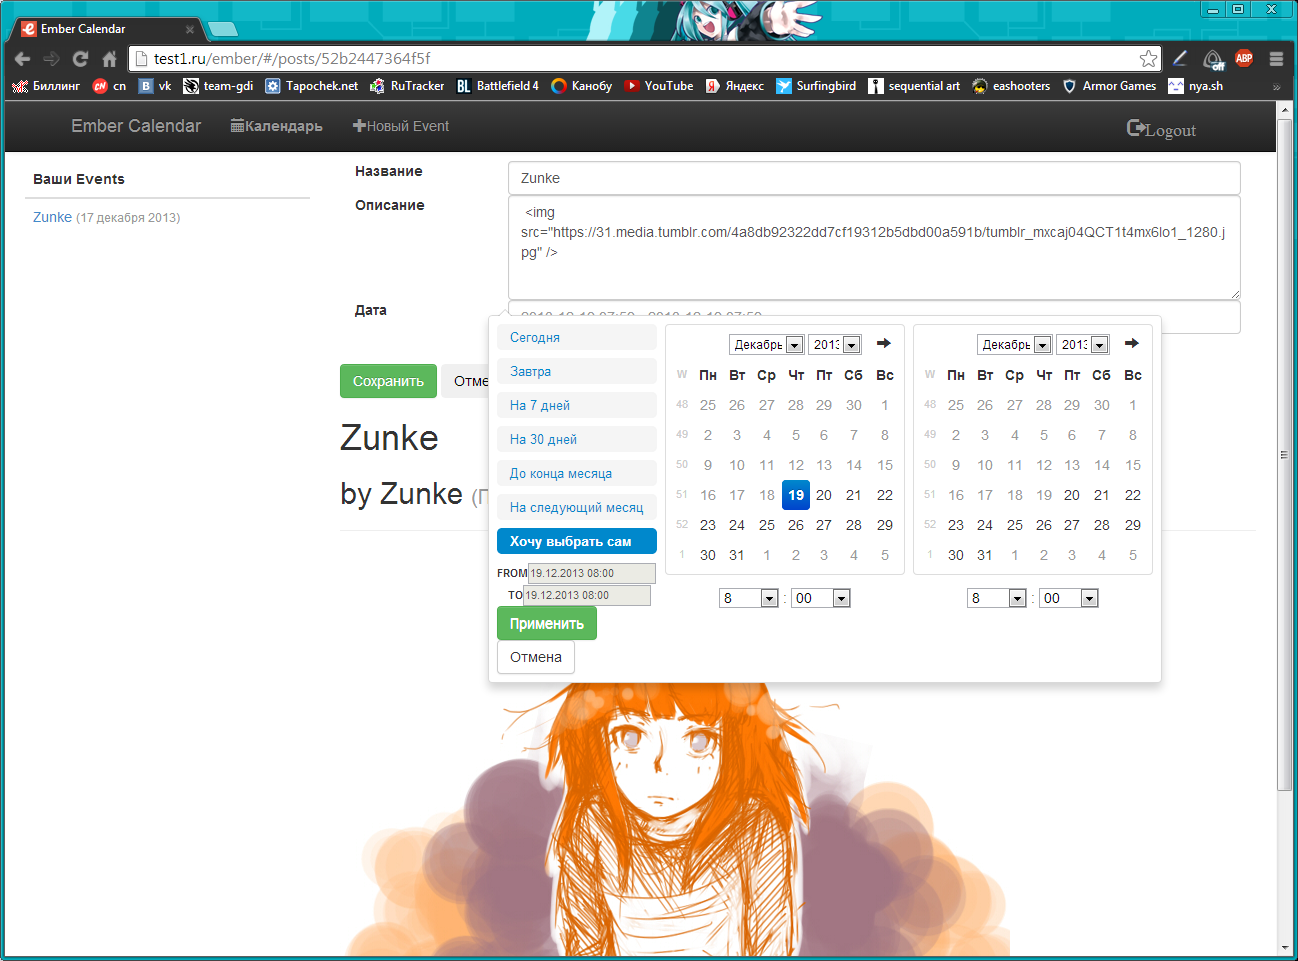 Ember Calendar
test1.ru/ember/#/posts/52b2447364f5f
off
ABP
Биллинг
cn
vk
team-gdi
Tapochek.net
RuTracker
BL Battlefield 4
Канобу
YouTube
Яндекс
Surfingbird
sequential art
eashooters
Armor Games
nya.sh
»
Ember Calendar
Календарь
Новый Event
Logout
Ваши Events
Zunke (17 декабря 2013)
Название
Zunke
Описание
<img
src="https://31.media.tumblr.com/4a8db92322dd7cf19312b5dbd00a591b/tumblr_mxcaj04QCT1t4mx6lo1_1280.j
pg" />
Дата
Сохранить
Отме
Zunke
by Zunke (П
Сегодня
Завтра
На 7 дней
На 30 дней
До конца месяца
На следующий месяц
Хочу выбрать сам
FROM 19.12.2013 08:00
TO 19.12.2013 08:00
Применить
Отмена
Декабрь 2013
W Пн Вт Ср Чт Пт Сб Вс
48 25 26 27 28 29 30 1
49 2 3 4 5 6 7 8
50 9 10 11 12 13 14 15
51 16 17 18 19 20 21 22
52 23 24 25 26 27 28 29
1 30 31 1 2 3 4 5
8 : 00
Декабрь 2013
W Пн Вт Ср Чт Пт Сб Вс
48 25 26 27 28 29 30 1
49 2 3 4 5 6 7 8
50 9 10 11 12 13 14 15
51 16 17 18 19 20 21 22
52 23 24 25 26 27 28 29
1 30 31 1 2 3 4 5
8 : 00